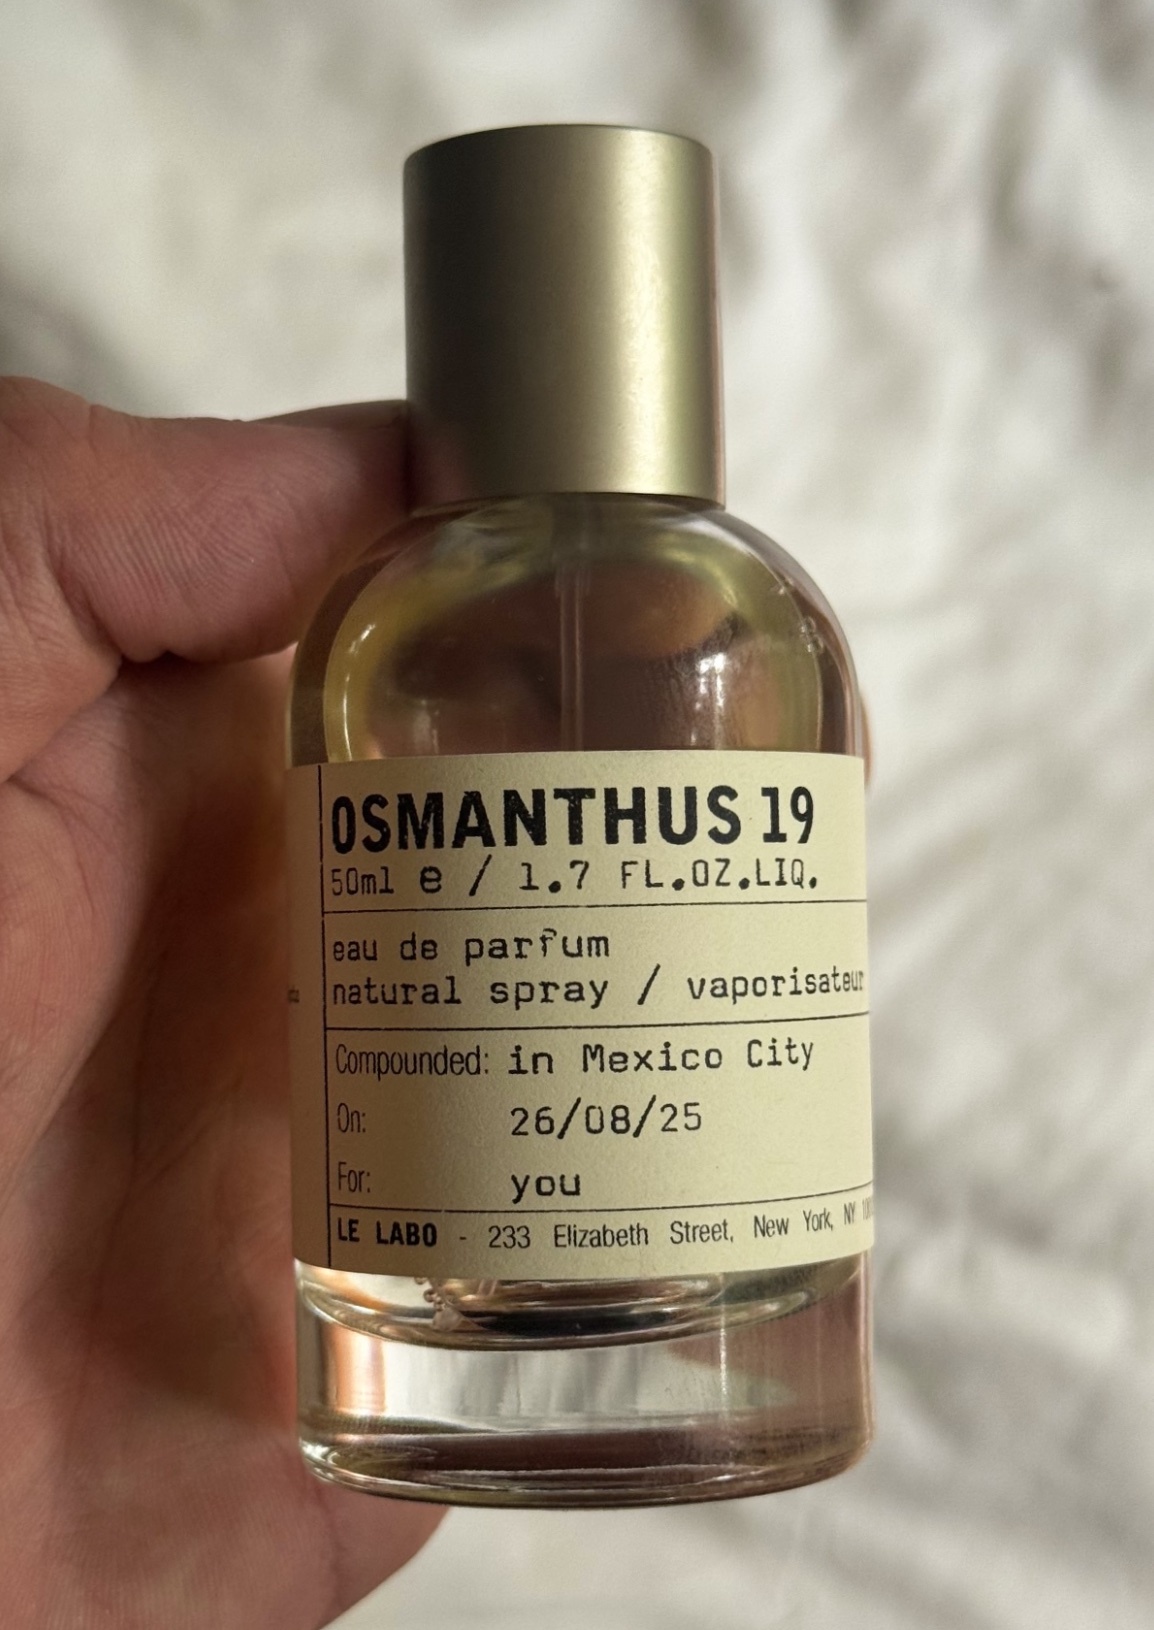 OSMANTHUS 19
50ml e / 1.7 FL.OZ.LIQ.
eau de parfum
natural spray / vaporisateur
Compounded: in Mexico City
On: 26/08/25
For: you
LE LABO - 233 Elizabeth Street, New York, NY